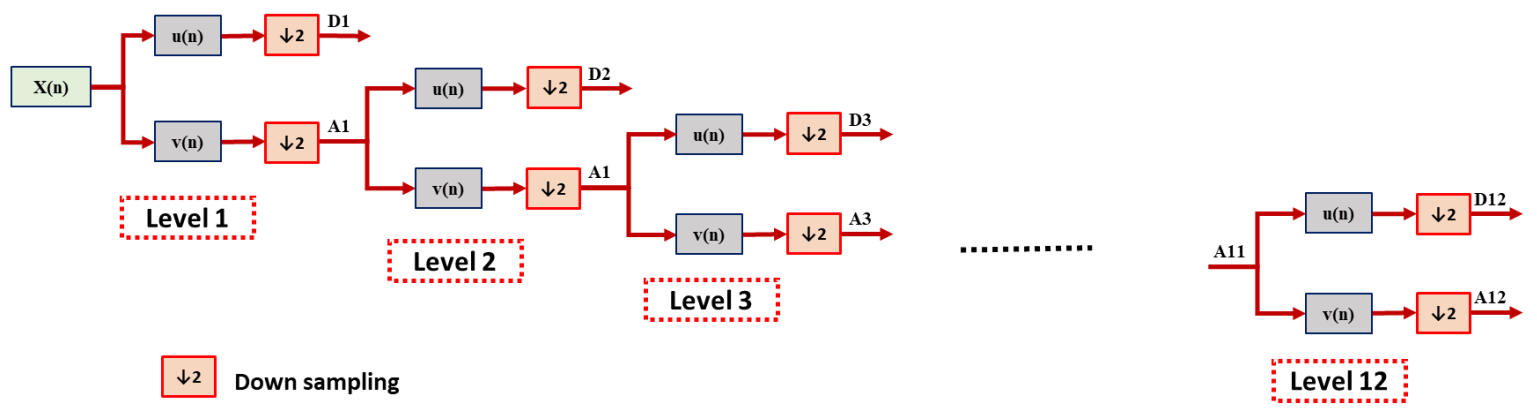 X(n)
u(n)
↓2
D1
v(n)
↓2
A1
Level 1
u(n)
↓2
D2
v(n)
↓2
A1
Level 2
u(n)
↓2
D3
v(n)
↓2
A3
Level 3
A11
u(n)
↓2
D12
v(n)
↓2
A12
Level 12
↓2
Down sampling